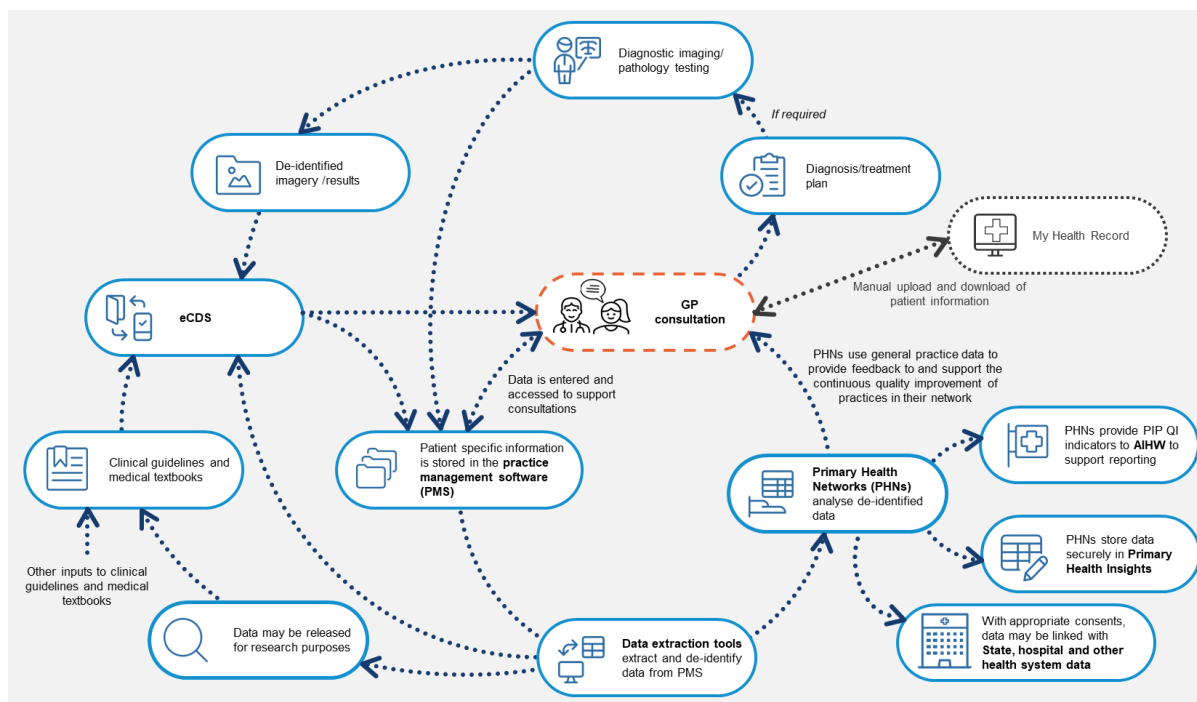 Diagnostic imaging/
pathology testing
If required
De-identified
imagery /results
Diagnosis/treatment
plan
My Health Record
Manual upload and download of
patient information
eCDS
GP
consultation
Data is entered and
accessed to support
consultations
PHNs use general practice data to
provide feedback to and support the
continuous quality improvement of
practices in their network
Clinical guidelines and
medical textbooks
Patient specific information
is stored in the practice
management software
(PMS)
Primary Health
Networks (PHNs)
analyse de-identified
data
PHNs provide PIP QI
indicators to AIHW to
support reporting
PHNs store data
securely in Primary
Health Insights
Other inputs to clinical
guidelines and medical
textbooks
Data may be released
for research purposes
Data extraction tools
extract and de-identify
data from PMS
With appropriate consents,
data may be linked with
State, hospital and other
health system data